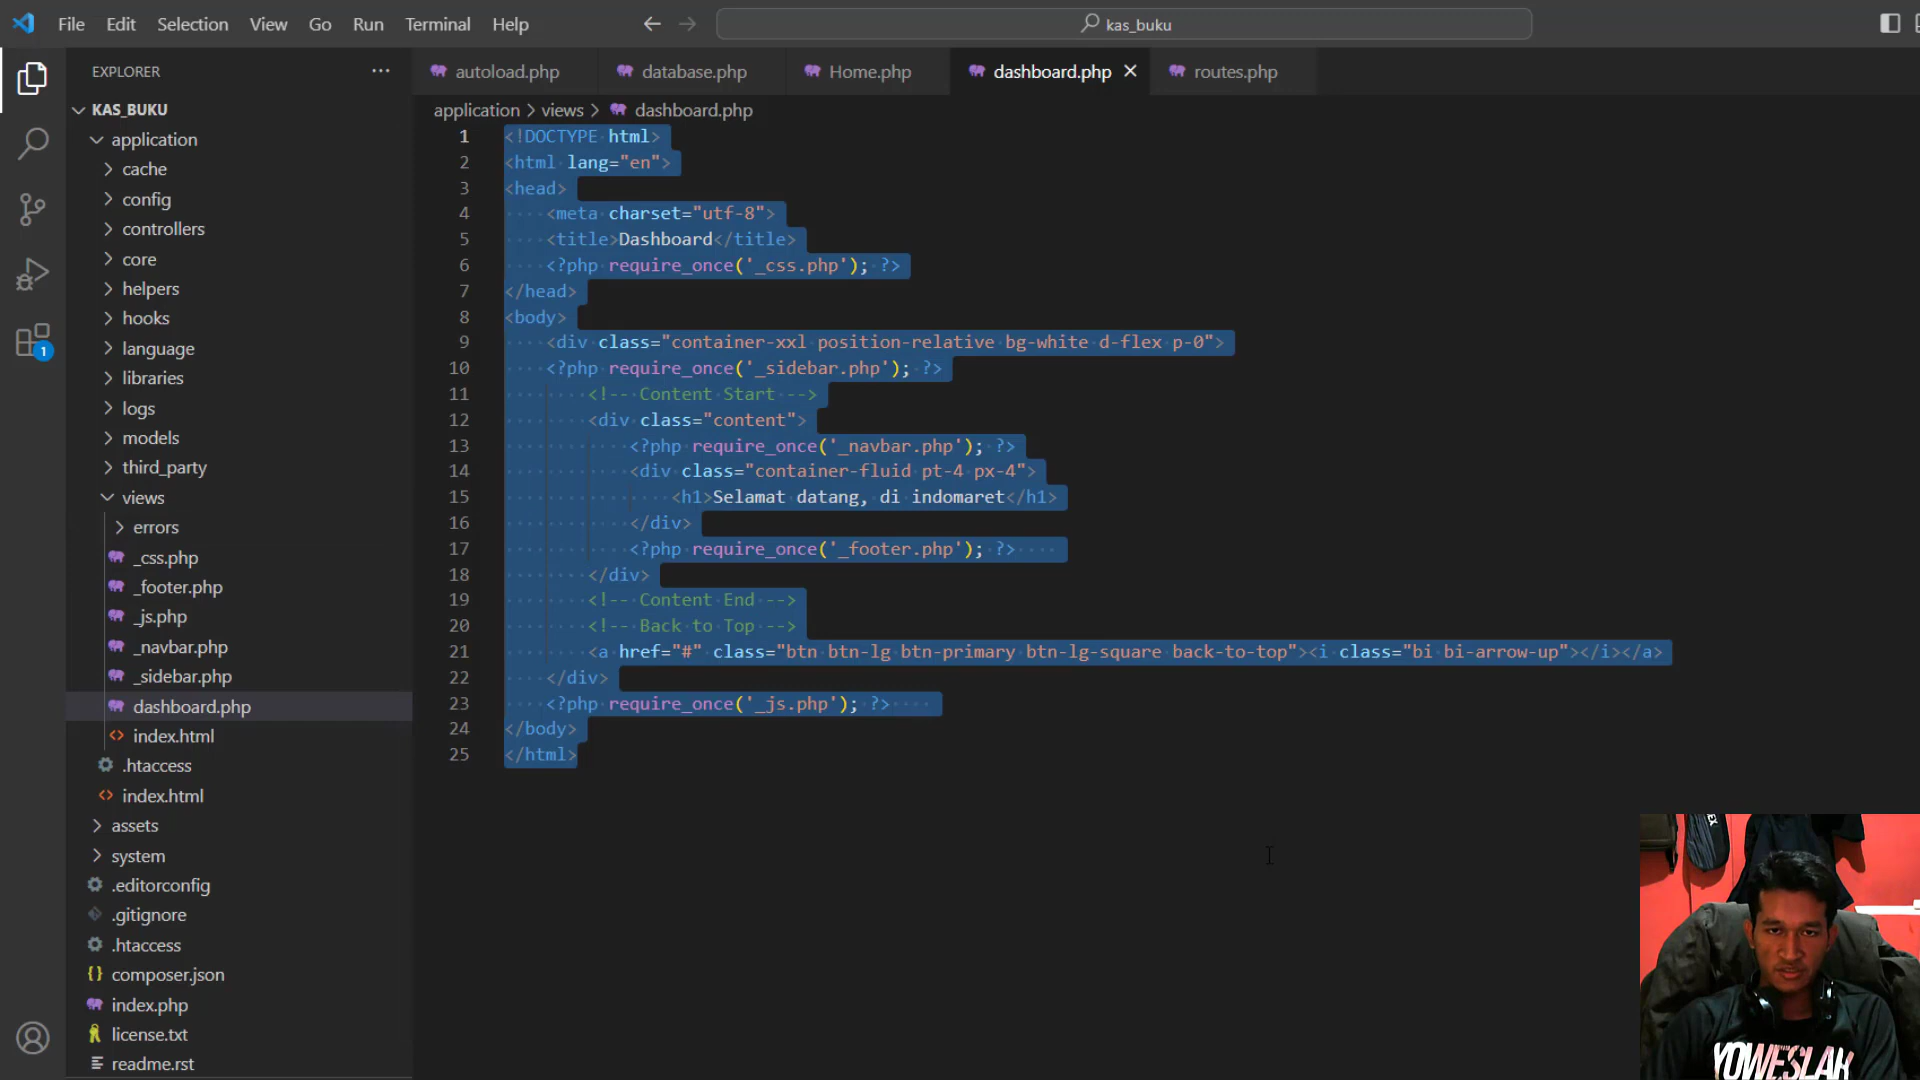 File Edit Selection View Go Run Terminal Help kas_buku
EXPLORER
KAS_BUKU
application
cache
config
controllers
core
helpers
hooks
language
libraries
logs
models
third_party
views
errors
_css.php
_footer.php
_js.php
_navbar.php
_sidebar.php
dashboard.php
index.html
.htaccess
index.html
assets
system
.editorconfig
.gitignore
.htaccess
composer.json
index.php
license.txt
readme.rst
1
autoload.php database.php Home.php dashboard.php routes.php
application > views > dashboard.php
1 <!DOCTYPE html>
2 <html lang="en">
3 <head>
4 <meta charset="utf-8">
5 <title>Dashboard</title>
6 <?php require_once('_css.php'); ?>
7 </head>
8 <body>
9 <div class="container-xxl position-relative bg-white d-flex p-0">
10 <?php require_once('_sidebar.php'); ?>
11 <!-- Content Start -->
12 <div class="content">
13 <?php require_once('_navbar.php'); ?>
14 <div class="container-fluid pt-4 px-4">
15 <h1>Selamat datang, di indomaret</h1>
16 </div>
17 <?php require_once('_footer.php'); ?>
18 </div>
19 <!-- Content End -->
20 <!-- Back to Top -->
21 <a href="#" class="btn btn-lg btn-primary btn-lg-square back-to-top"><i class="bi bi-arrow-up"></i></a>
22 </div>
23 <?php require_once('_js.php'); ?>
24 </body>
25 </html>
YOWESLAH